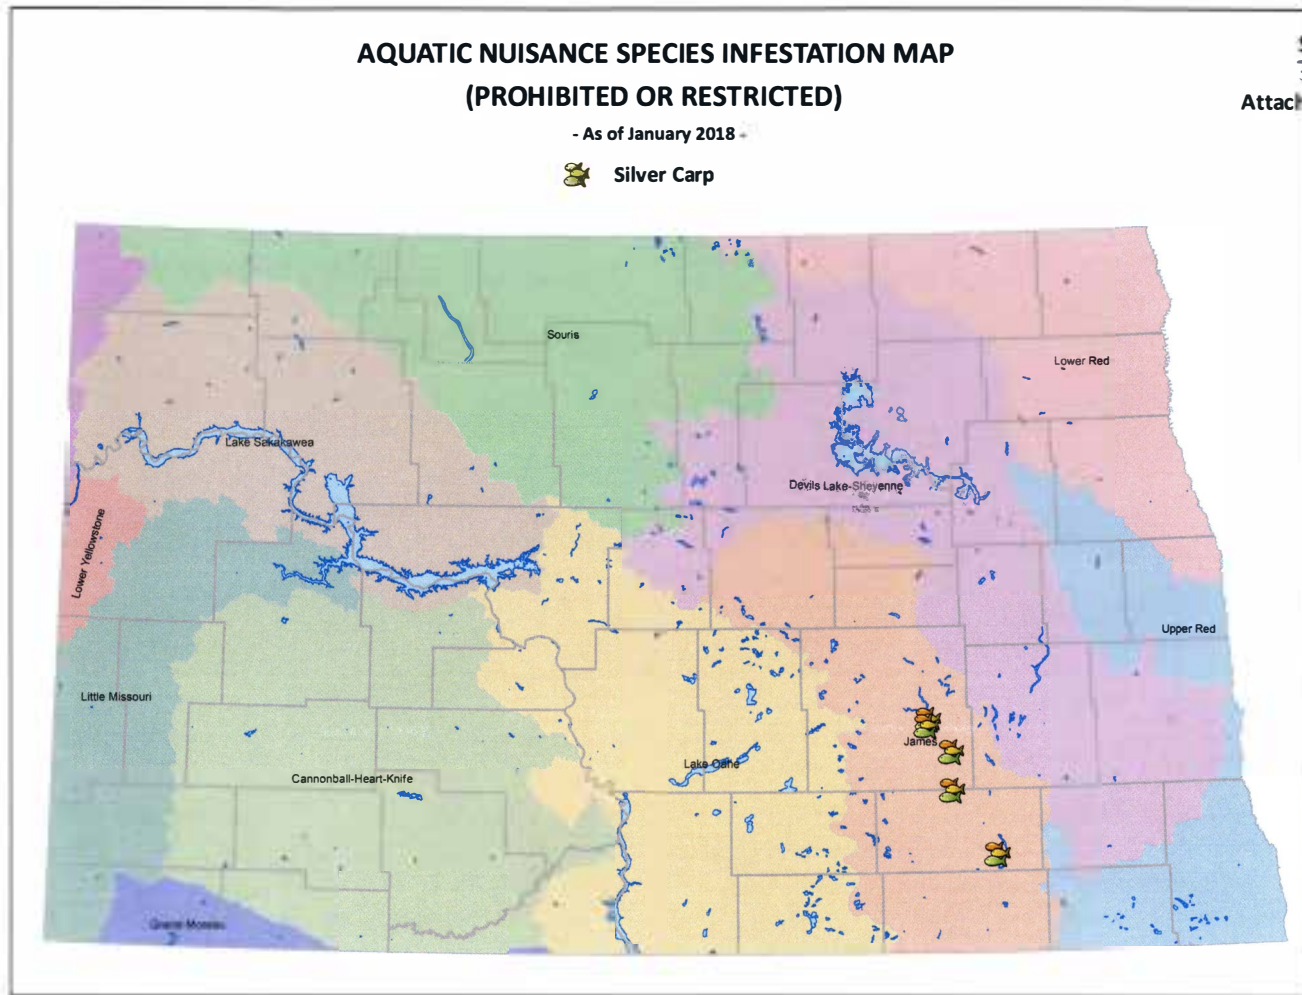 AQUATIC NUISANCE SPECIES INFESTATION MAP
(PROHIBITED OR RESTRICTED)
Attach
- As of January 2018 -
Silver Carp
Souris
Lower Red
Lake Sakakawea
Devils Lake-Sheyenne
Lower Yellowstone
Upper Red
Little Missouri
James
Lake Oahe
Cannonball-Heart-Knife
Grand Moreau